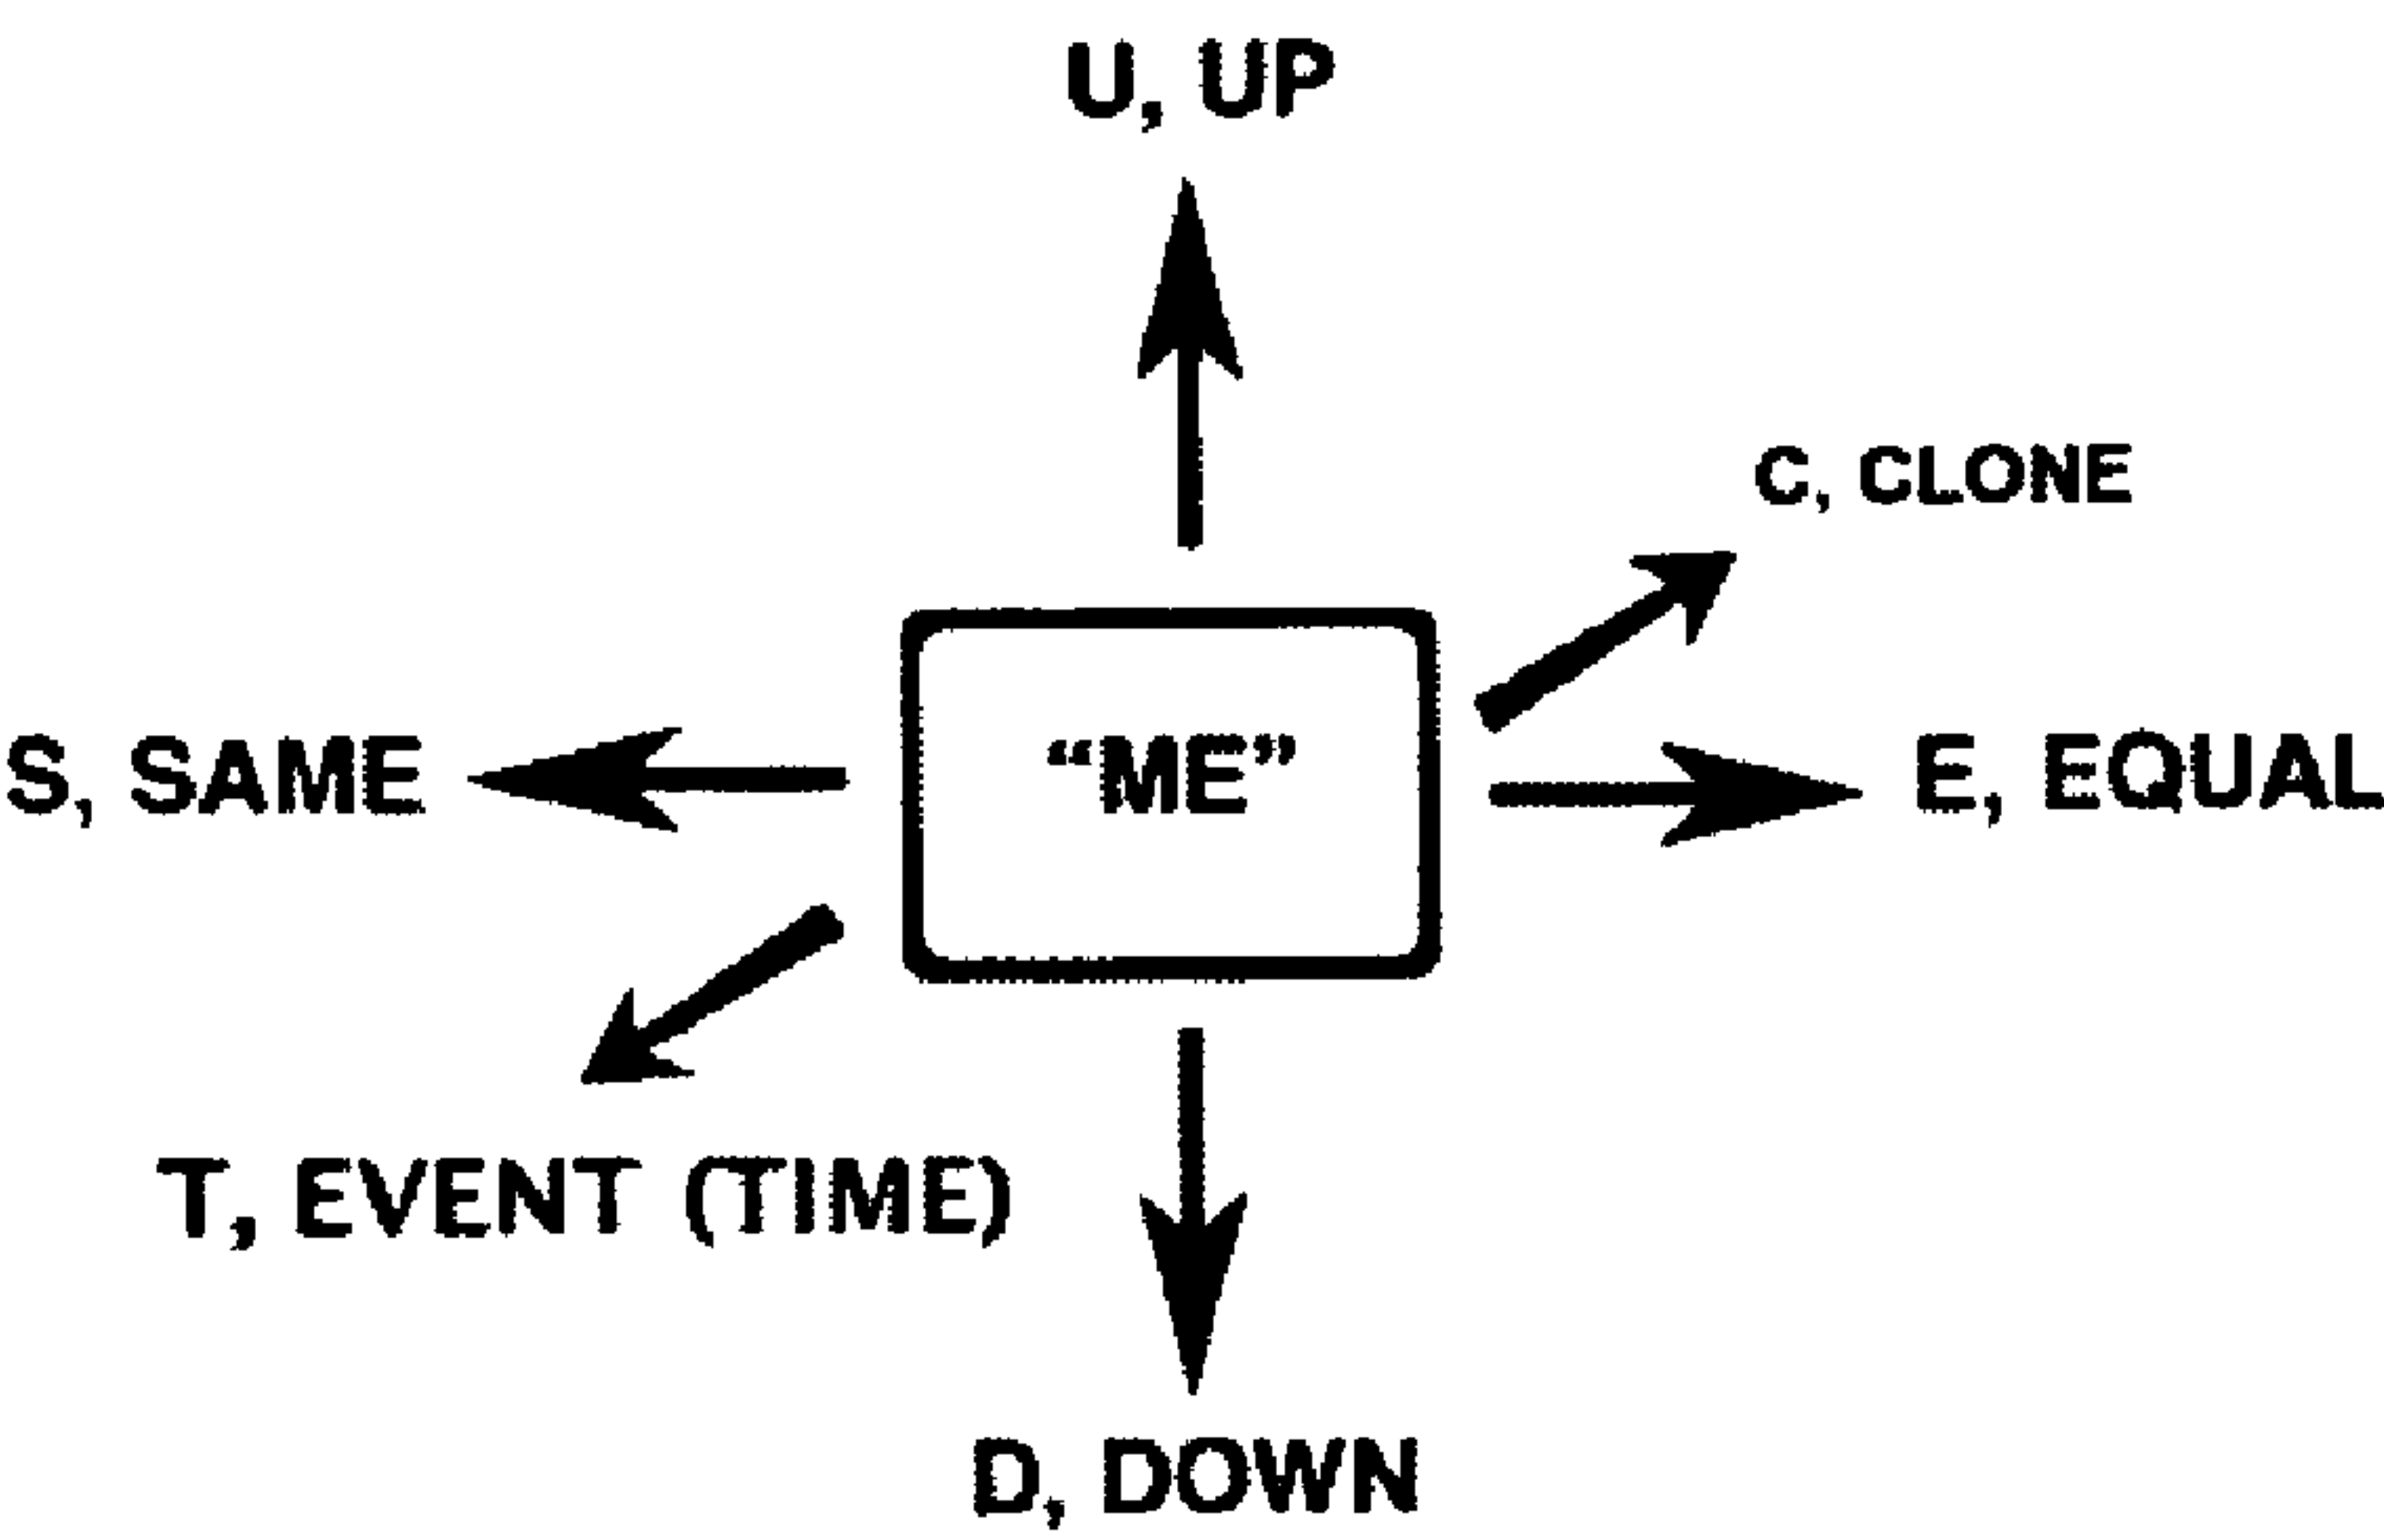 U, UP
C, CLONE
S, SAME
“ME”
E, EQUAL
T, EVENT (TIME)
D, DOWN